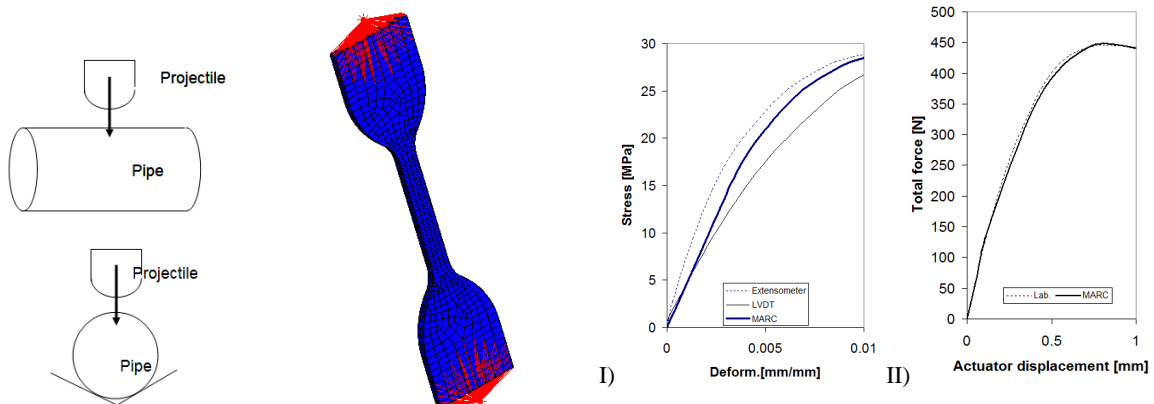 Projectile
Pipe
Projectile
Pipe
I)
30
25
20
15
10
5
0
Stress [MPa]
Extensometer
LVDT
MARC
0 0.005 0.01
Deform.[mm/mm]
II)
500
450
400
350
300
250
200
150
100
50
0
Total force [N]
Lab. MARC
0 0.5 1
Actuator displacement [mm]